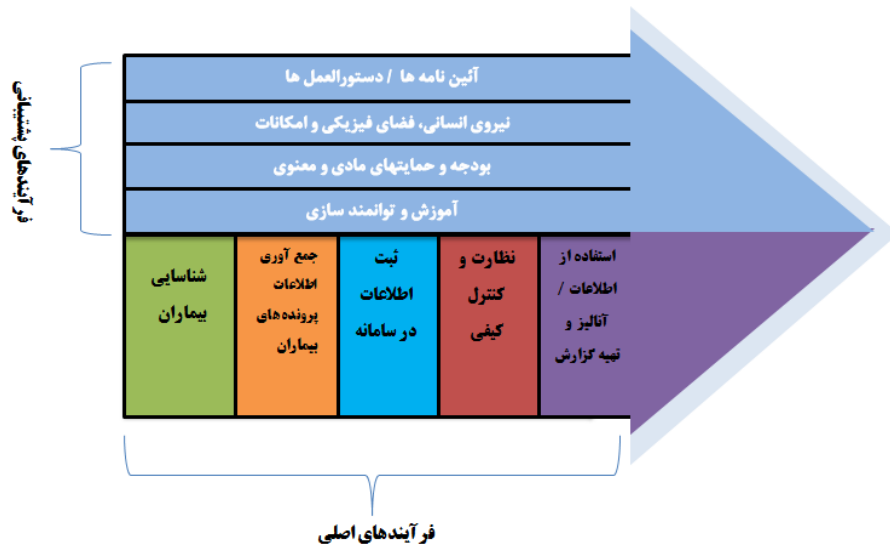 آئین نامه ها / دستورالعمل ها
نیروی انسانی، فضای فیزیکی و امکانات
بودجه و حمایتهای مادی و معنوی
آموزش و توانمند سازی
فرآیندهای پشتیبانی
شناسایی
بیماران
جمع آوری
اطلاعات
پرونده های
بیماران
ثبت
اطلاعات
در سامانه
نظارت و
کنترل
کیفی
استفاده از
اطلاعات /
آنالیز و
تهیه گزارش
فرآیندهای اصلی